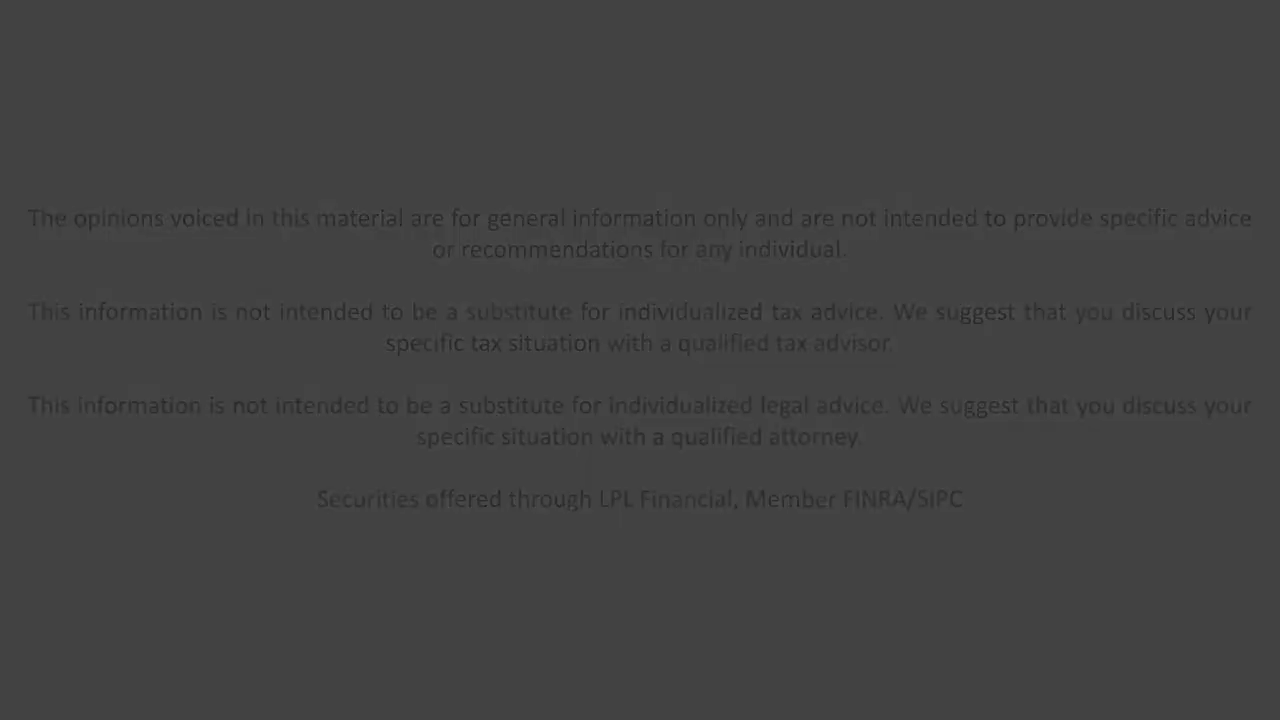 The opinions voiced in this material are for general information only and are not intended to provide specific advice
or recommendations for any individual.
This information is not intended to be a substitute for individualized tax advice. We suggest that you discuss your
specific tax situation with a qualified tax advisor.
This information is not intended to be a substitute for individualized legal advice. We suggest that you discuss your
specific situation with a qualified attorney.
Securities offered through LPL Financial, Member FINRA/SIPC